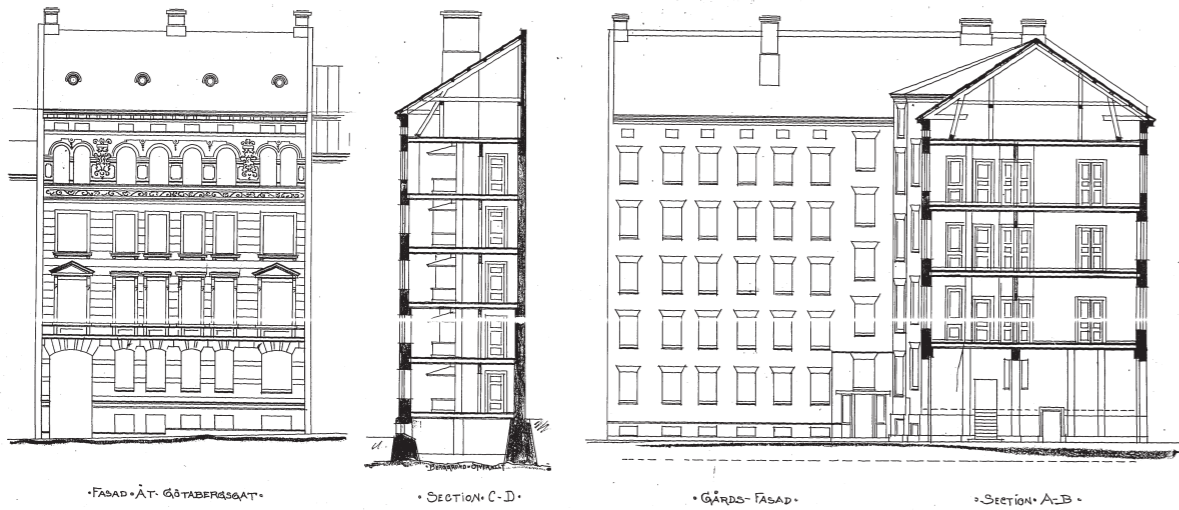 ·FASAD·ÅT·GÖTABERGSGAT·
·SECTION·C-D·
·GÅRDS-FASAD·
·SECTION A-B·